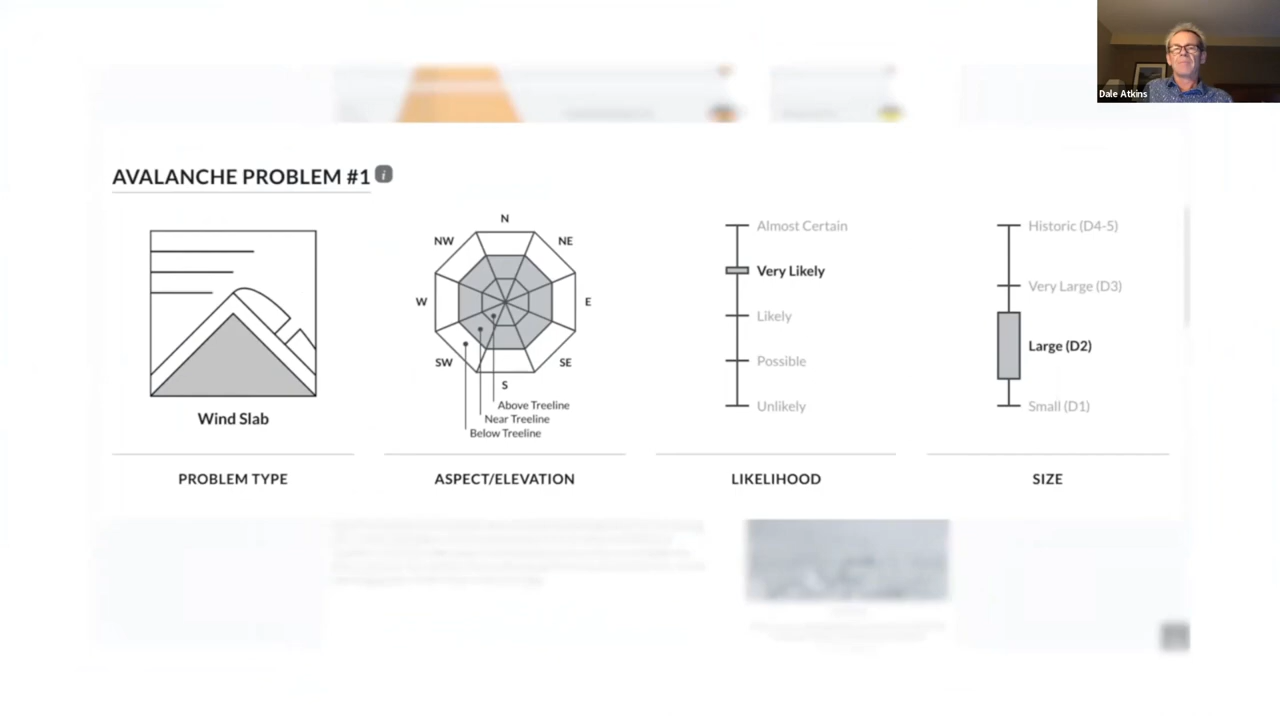 Dale Atkins
AVALANCHE PROBLEM #1 i
Wind Slab
PROBLEM TYPE
N
NW
NE
W
E
SW
SE
S
Above Treeline
Near Treeline
Below Treeline
ASPECT/ELEVATION
Almost Certain
Very Likely
Likely
Possible
Unlikely
LIKELIHOOD
Historic (D4-5)
Very Large (D3)
Large (D2)
Small (D1)
SIZE